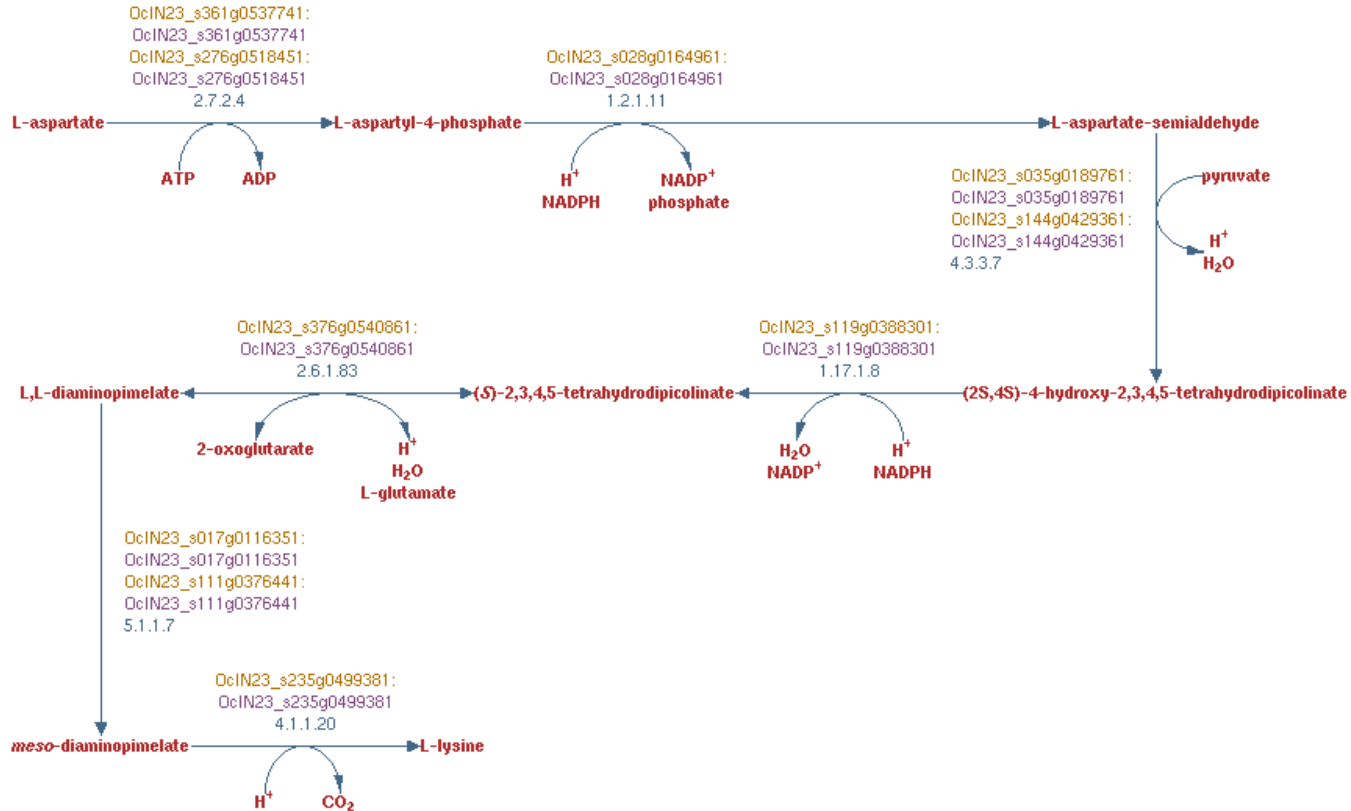 OcIN23_s361g0537741:
OcIN23_s361g0537741
OcIN23_s276g0518451:
OcIN23_s276g0518451
2.7.2.4
OcIN23_s028g0164961:
OcIN23_s028g0164961
1.2.1.11
L-aspartate
L-aspartyl-4-phosphate
L-aspartate-semialdehyde
ATP
ADP
H⁺
NADPH
NADP⁺
phosphate
OcIN23_s035g0189761:
OcIN23_s035g0189761
OcIN23_s144g0429361:
OcIN23_s144g0429361
4.3.3.7
pyruvate
H⁺
H₂O
OcIN23_s376g0540861:
OcIN23_s376g0540861
2.6.1.83
OcIN23_s119g0388301:
OcIN23_s119g0388301
1.17.1.8
L,L-diaminopimelate
(S)-2,3,4,5-tetrahydrodipicolinate
(2S,4S)-4-hydroxy-2,3,4,5-tetrahydrodipicolinate
2-oxoglutarate
H⁺
H₂O
L-glutamate
H₂O
NADP⁺
H⁺
NADPH
OcIN23_s017g0116351:
OcIN23_s017g0116351
OcIN23_s111g0376441:
OcIN23_s111g0376441
5.1.1.7
OcIN23_s235g0499381:
OcIN23_s235g0499381
4.1.1.20
meso-diaminopimelate
L-lysine
H⁺
CO₂